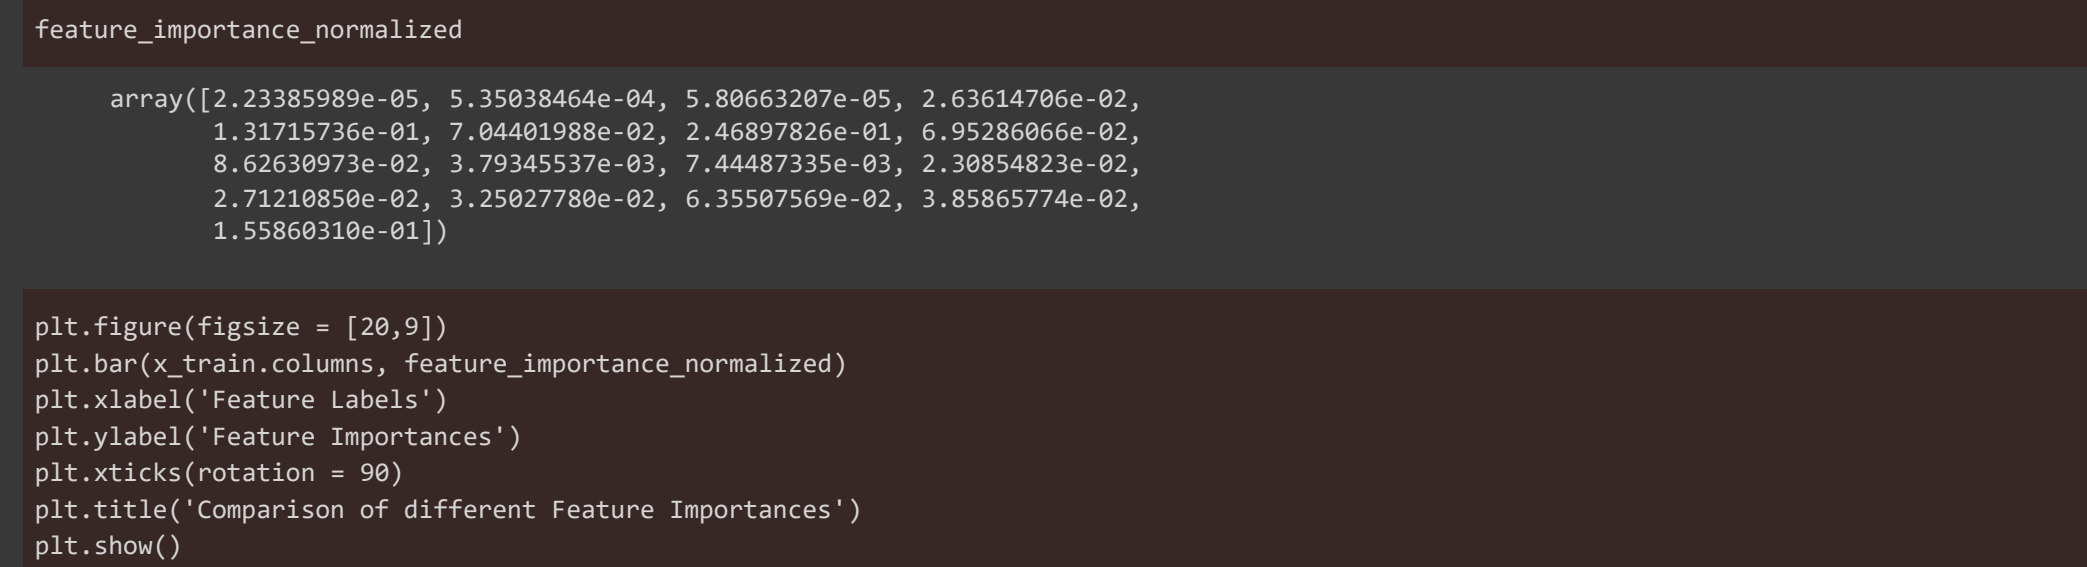 feature_importance_normalized
array([2.23385989e-05, 5.35038464e-04, 5.80663207e-05, 2.63614706e-02,
1.31715736e-01, 7.04401988e-02, 2.46897826e-01, 6.95286066e-02,
8.62630973e-02, 3.79345537e-03, 7.44487335e-03, 2.30854823e-02,
2.71210850e-02, 3.25027780e-02, 6.35507569e-02, 3.85865774e-02,
1.55860310e-01])
plt.figure(figsize = [20,9])
plt.bar(x_train.columns, feature_importance_normalized)
plt.xlabel('Feature Labels')
plt.ylabel('Feature Importances')
plt.xticks(rotation = 90)
plt.title('Comparison of different Feature Importances')
plt.show()